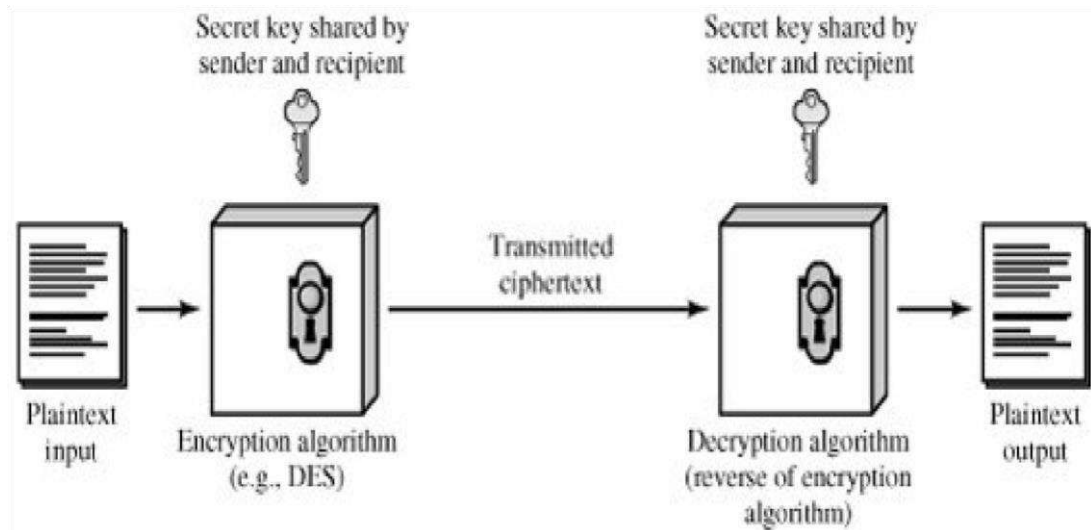 Secret key shared by
sender and recipient
Secret key shared by
sender and recipient
Transmitted
ciphertext
Plaintext
input
Encryption algorithm
(e.g., DES)
Decryption algorithm
(reverse of encryption
algorithm)
Plaintext
output